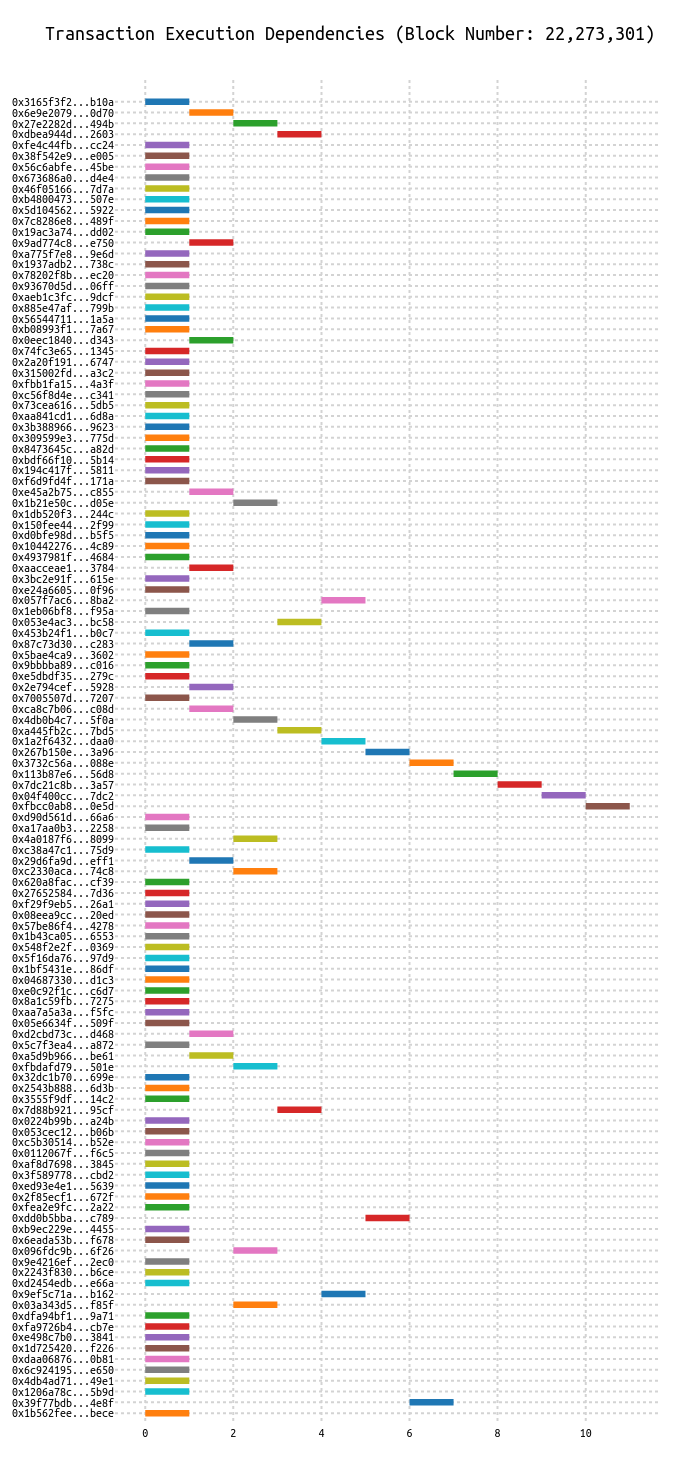 Transaction Execution Dependencies (Block Number: 22,273,301)
0x3165f3f2...b10a
0x6e9e2079...0d70
0x27e2282d...494b
0xdbea944d...2603
0xfe4c44fb...cc24
0x38f542e9...e005
0x56c6abfe...45be
0x673686a0...d4e4
0x46f05166...7d7a
0xb4800473...507e
0x5d104562...5922
0x7c8286e8...489f
0x19ac3a74...dd02
0x9ad774c8...e750
0xa775f7e8...9e6d
0x1937adb2...738c
0x78202f8b...ec20
0x93670d5d...06ff
0xaeb1c3fc...9dcf
0x885e47af...799b
0x56544711...1a5a
0xb08993f1...7a67
0x0eec1840...d343
0x74fc3e65...1345
0x2a20f191...6747
0x315002fd...a3c2
0xfbb1fa15...4a3f
0xc56f8d4e...c341
0x73cea616...5db5
0xaa841cd1...6d8a
0x3b388966...9623
0x309599e3...775d
0x8473645c...a82d
0xbdf66f10...5b14
0x194c417f...5811
0xf6d9fd4f...171a
0xe45a2b75...c855
0x1b21e50c...d05e
0x1db520f3...244c
0x150fee44...2f99
0xd0bfe98d...b5f5
0x10442276...4c89
0x4937981f...4684
0xaacceae1...3784
0x3bc2e91f...615e
0xe24a6605...0f96
0x057f7ac6...8ba2
0x1eb06bf8...f95a
0x053e4ac3...bc58
0x453b24f1...b0c7
0x87c73d30...c283
0x5bae4ca9...3602
0x9bbbba89...c016
0xe5dbdf35...279c
0x2e794cef...5928
0x7005507d...7207
0xca8c7b06...c08d
0x4db0b4c7...5f0a
0xa445fb2c...7bd5
0x1a2f6432...daa0
0x267b150e...3a96
0x3732c56a...088e
0x113b87e6...56d8
0x7dc21c8b...3a57
0x04f400cc...7dc2
0xfbcc0ab8...0e5d
0xd90d561d...66a6
0xa17aa0b3...2258
0x4a0187f6...8099
0xc38a47c1...75d9
0x29d6fa9d...eff1
0xc2330aca...74c8
0x620a8fac...cf39
0x27652584...7d36
0xf29f9eb5...26a1
0x08eea9cc...20ed
0x57be86f4...4278
0x1b43ca05...6553
0x548f2e2f...0369
0x5f16da76...97d9
0x1bf5431e...86df
0x04687330...d1c3
0xe0c92f1c...c6d7
0x8a1c59fb...7275
0xaa7a5a3a...f5fc
0x05e6634f...509f
0xd2cbd73c...d468
0x5c7f3ea4...a872
0xa5d9b966...be61
0xfbdafd79...501e
0x32dc1b70...699e
0x2543b888...6d3b
0x3555f9df...14c2
0x7d88b921...95cf
0x0224b99b...a24b
0x053cec12...b06b
0xc5b30514...b52e
0x0112067f...f6c5
0xaf8d7698...3845
0x3f589778...cbd2
0xed93e4e1...5639
0x2f85ecf1...672f
0xfea2e9fc...2a22
0xdd0b5bba...c789
0xb9ec229e...4455
0x6eada53b...f678
0x096fdc9b...6f26
0x9e4216ef...2ec0
0x2243f830...b6ce
0xd2454edb...e66a
0x9ef5c71a...b162
0x03a343d5...f85f
0xdfa94bf1...9a71
0xfa9726b4...cb7e
0xe498c7b0...3841
0x1d725420...f226
0xdaa06876...0b81
0x6c924195...e650
0x4db4ad71...49e1
0x1206a78c...5b9d
0x39f77bdb...4e8f
0x1b562fee...bece
0 2 4 6 8 10